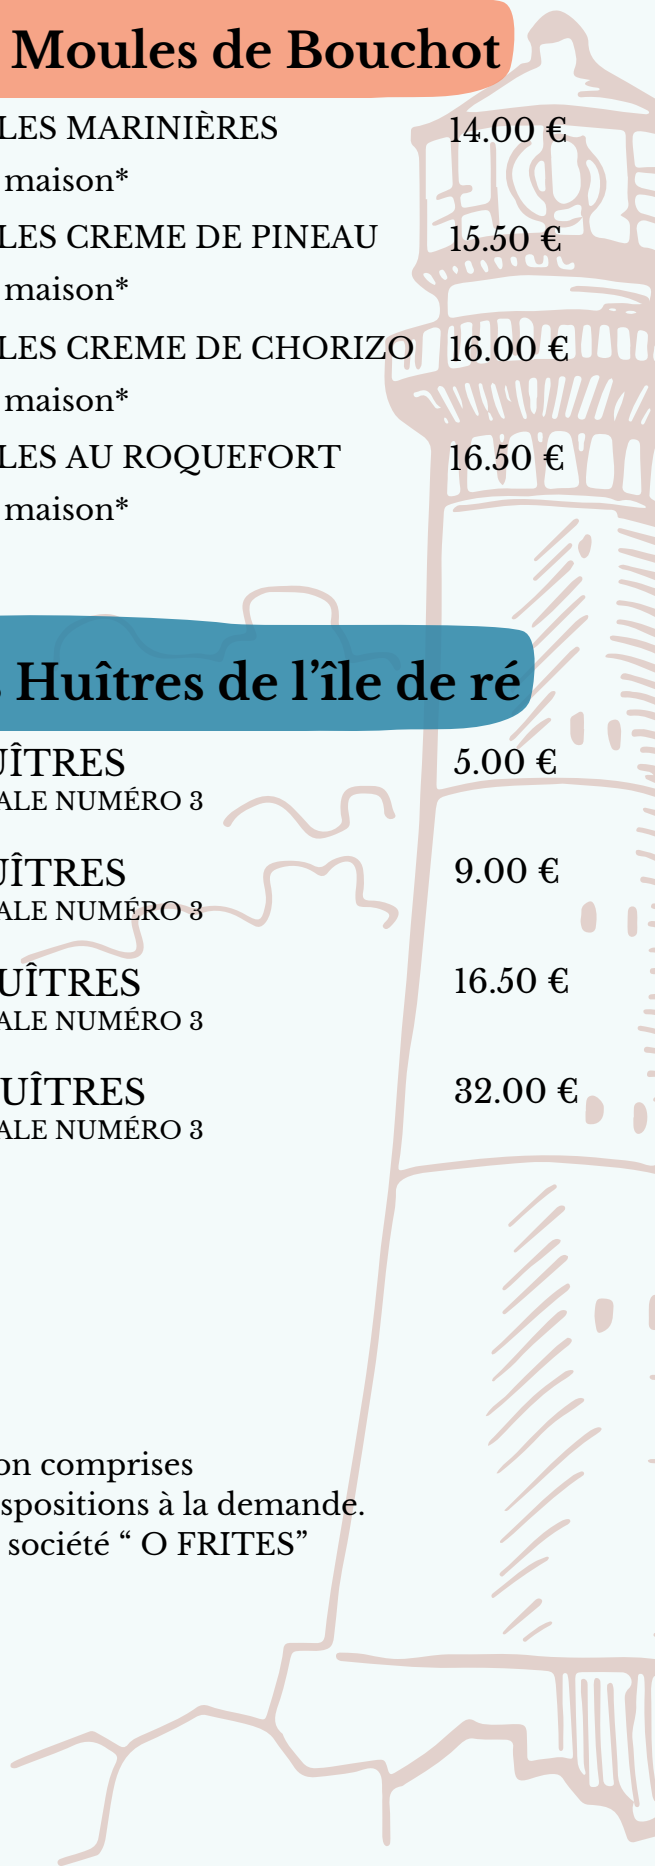 Moules de Bouchot
LES MARINIÈRES 14.00 €
maison*
LES CREME DE PINEAU 15.50 €
maison*
LES CREME DE CHORIZO 16.00 €
maison*
LES AU ROQUEFORT 16.50 €
maison*
s Huîtres de l’île de ré
UÎTRES 5.00 €
ALE NUMÉRO 3
UÎTRES 9.00 €
ALE NUMÉRO 3
UÎTRES 16.50 €
ALE NUMÉRO 3
UÎTRES 32.00 €
ALE NUMÉRO 3
on comprises
spositions à la demande.
société “ O FRITES”